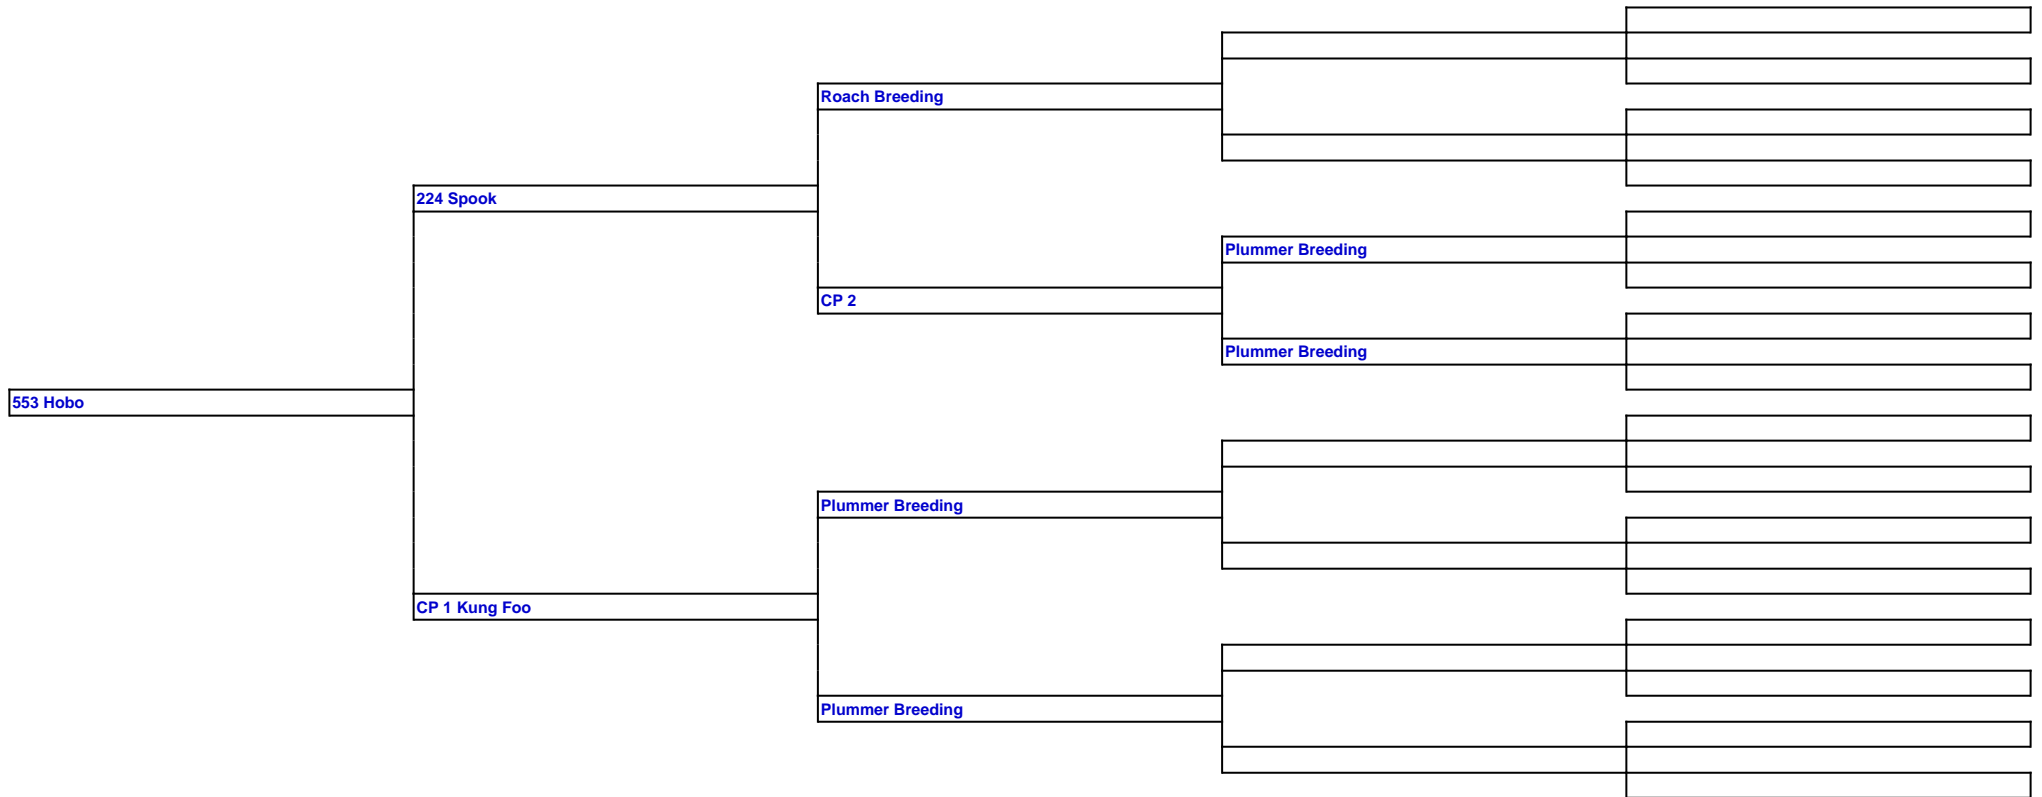 Roach Breeding
224 Spook
Plummer Breeding
CP 2
Plummer Breeding
553 Hobo
Plummer Breeding
CP 1 Kung Foo
Plummer Breeding